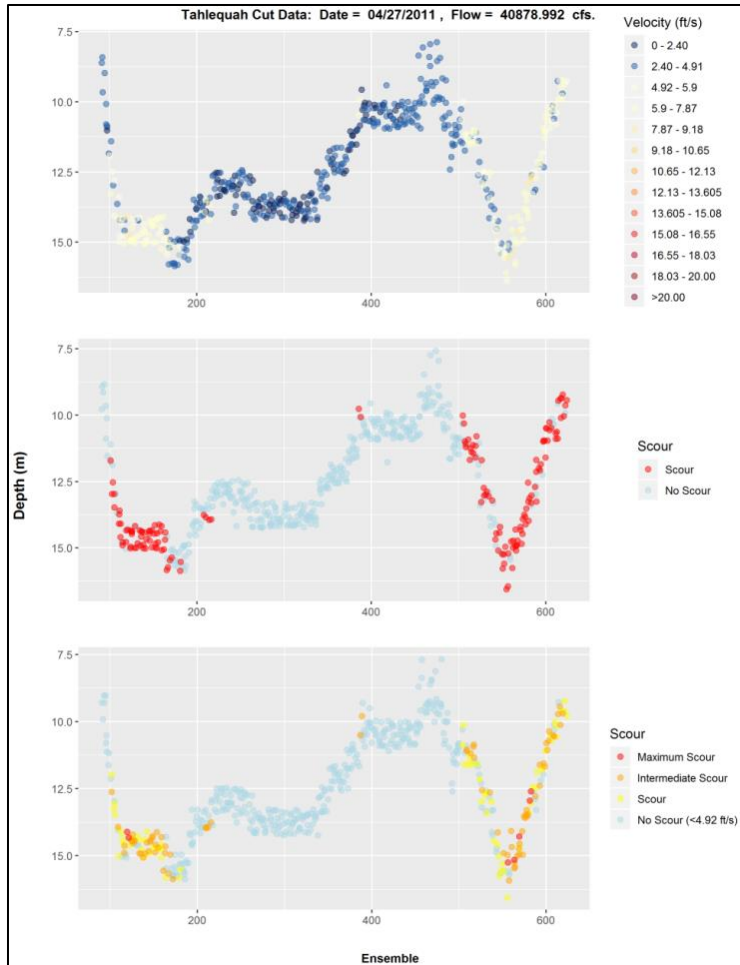 Tahlequah Cut Data: Date = 04/27/2011 , Flow = 40878.992 cfs.
7.5
10.0
12.5
15.0
200
400
600
Velocity (ft/s)
0 - 2.40
2.40 - 4.91
4.92 - 5.9
5.9 - 7.87
7.87 - 9.18
9.18 - 10.65
10.65 - 12.13
12.13 - 13.605
13.605 - 15.08
15.08 - 16.55
16.55 - 18.03
18.03 - 20.00
>20.00
Depth (m)
7.5
10.0
12.5
15.0
200
400
600
Scour
Scour
No Scour
7.5
10.0
12.5
15.0
200
400
600
Scour
Maximum Scour
Intermediate Scour
Scour
No Scour (<4.92 ft/s)
Ensemble